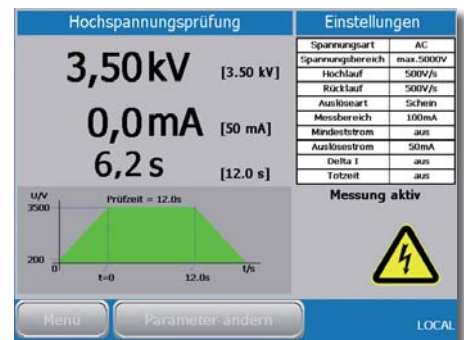 Hochspannungsprüfung
3,50 kV [3.50 kV]
0,0 mA [50 mA]
6,2 s [12.0 s]
U/V
3500
Prüfzeit = 12.0s
200
0
t=0
12.0s
t/s
Einstellungen
Spannungsart AC
Spannungsbereich max.5000V
Hochlauf 500V/s
Rücklauf 500V/s
Auslöseart Schein
Messbereich 100mA
Mindeststrom aus
Auslösestrom 50mA
Delta I aus
Totzeit aus
Messung aktiv
Menü
Parameter ändern
LOCAL